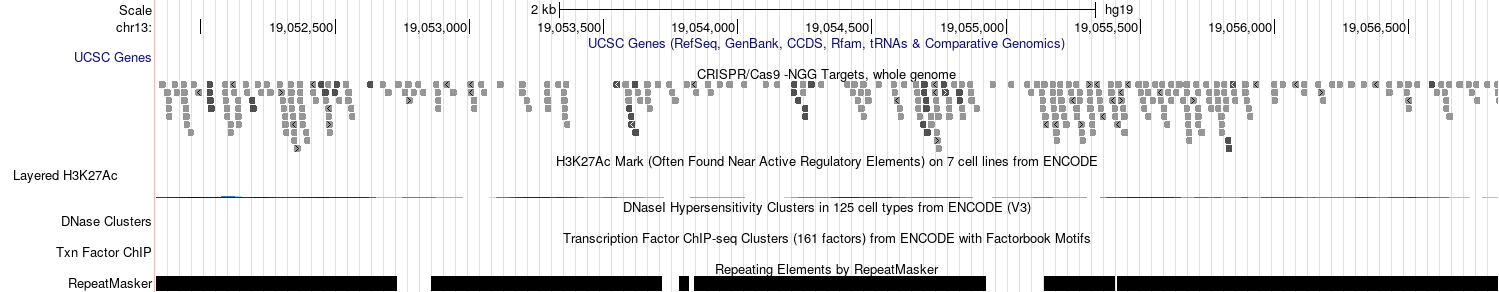 Scale 2 kb hg19
chr13: 19,052,500 19,053,000 19,053,500 19,054,000 19,054,500 19,055,000 19,055,500 19,056,000 19,056,500
UCSC Genes (RefSeq, GenBank, CCDS, Rfam, tRNAs & Comparative Genomics)
UCSC Genes
CRISPR/Cas9 -NGG Targets, whole genome
H3K27Ac Mark (Often Found Near Active Regulatory Elements) on 7 cell lines from ENCODE
Layered H3K27Ac
DNaseI Hypersensitivity Clusters in 125 cell types from ENCODE (V3)
DNase Clusters
Transcription Factor ChIP-seq Clusters (161 factors) from ENCODE with Factorbook Motifs
Txn Factor ChIP
Repeating Elements by RepeatMasker
RepeatMasker